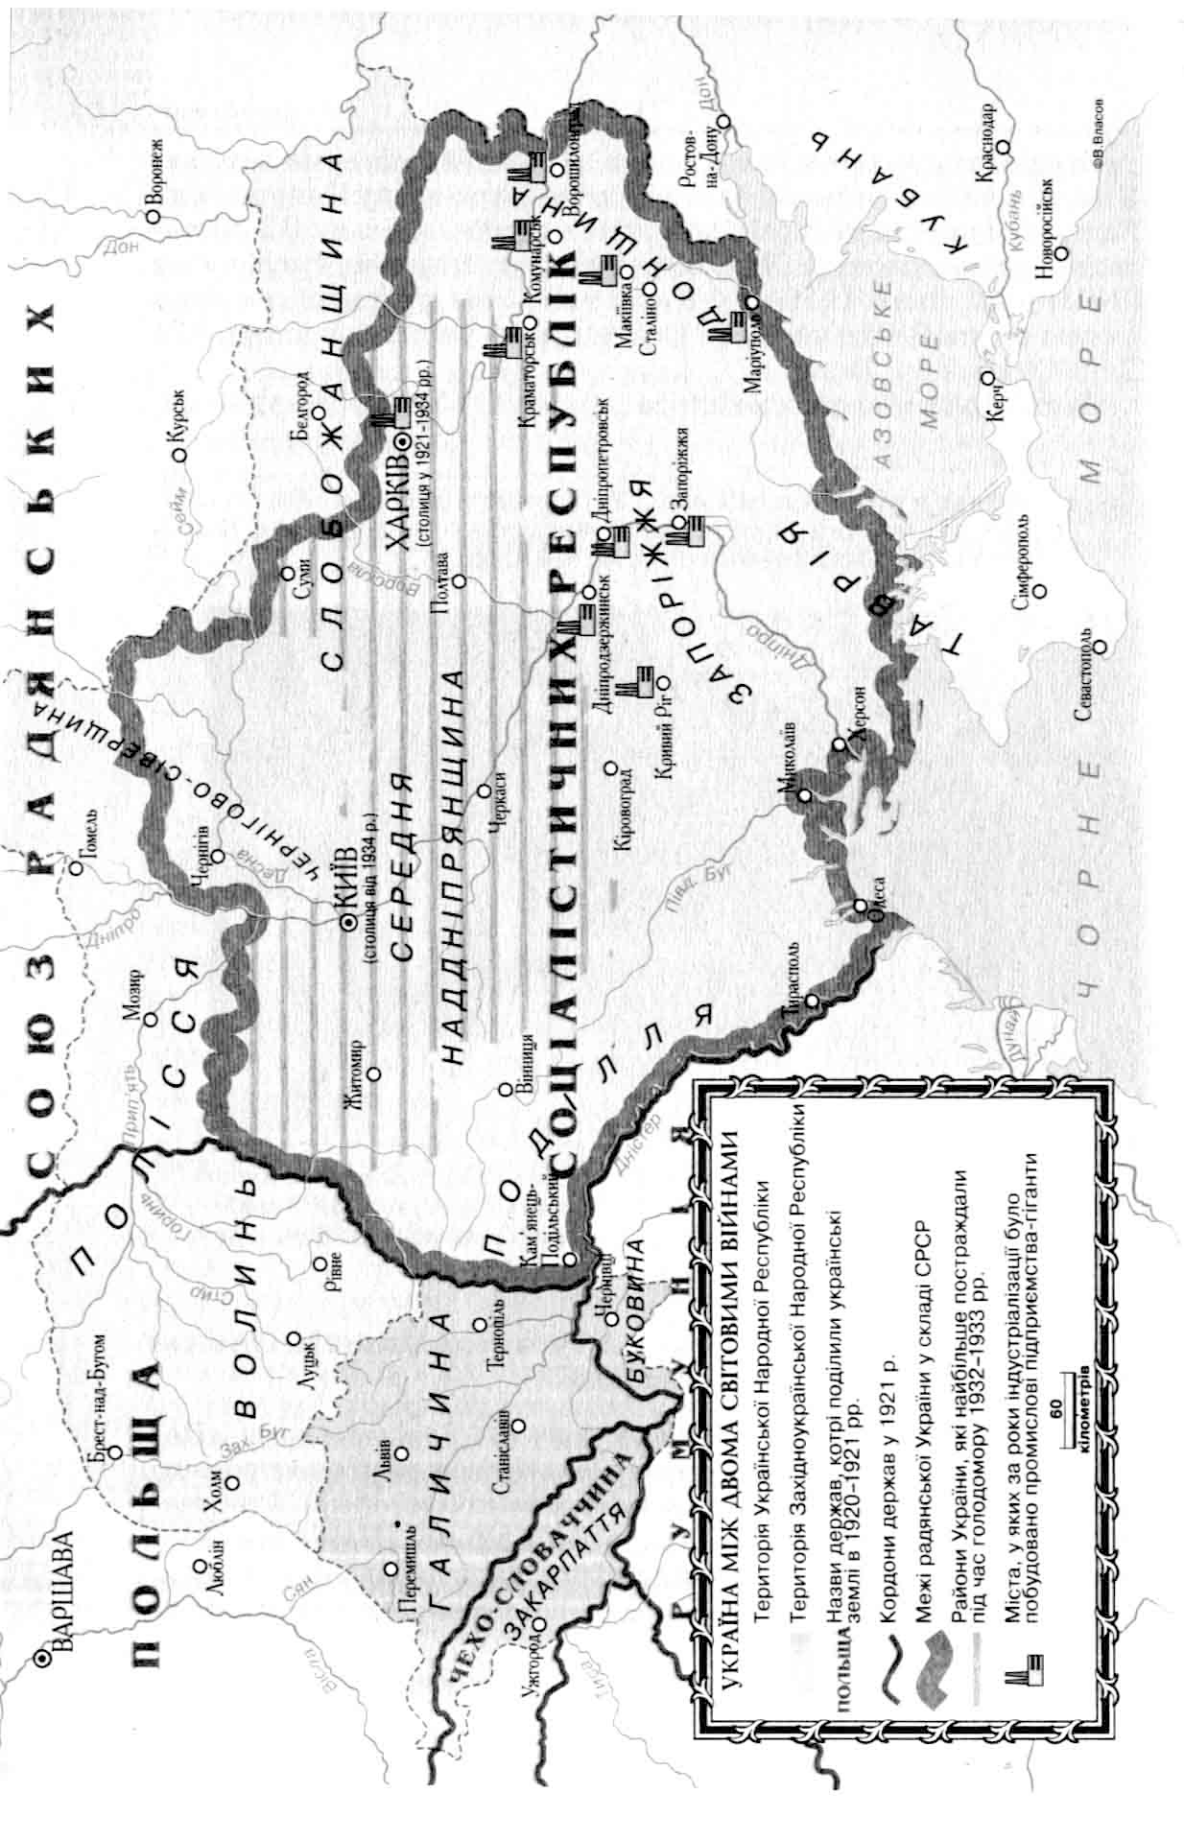 СОЮЗ РАДЯНСЬКИХ
СОЦІАЛІСТИЧНИХ РЕСПУБЛІК
ПОЛЬЩА
ЧЕХО-СЛОВАЧЧИНА
РУМУНІЯ
ВАРШАВА
Люблін
Хом
Брест-над-Бугом
Мозир
Гомель
Курськ
Воронеж
Белгород
ПОЛІССЯ
ВОЛИНЬ
ГАЛИЧИНА
ЗАКАРПАТТЯ
БУКОВИНА
ПОДІЛЛЯ
ЧЕРНІГОВО-СІВЕРЩИНА
СЕРЕДНЯ
НАДДНІПРЯНЩИНА
СЛОБОЖАНЩИНА
ДОНЩИНА
ЗАПОРІЖЖЯ
ТАВРІЯ
КУБАНЬ
Перемишль
Львів
Луцьк
Рівне
Тернопіль
Станіславів
Ужгород
Чернівці
Кам'янець-
Подільський
Житомир
Вінниця
КИЇВ
(столиця від 1934 р.)
Чернігів
Черкаси
Суми
Полтава
ХАРКІВ
(столиця у 1921–1934 рр.)
Краматорськ
Комунарськ
Ворошиловград
Макіївка
Сталіно
Маріуполь
Ростов-
на-Дону
Дніпропетровськ
Дніпродзержинськ
Запоріжжя
Кривий Ріг
Кіровоград
Миколаїв
Херсон
Одеса
Тирасполь
Сімферополь
Севастополь
Керч
Новоросійськ
Краснодар
Вісла
Сян
Зах. Буг
Стир
Горинь
Прип'ять
Дніпро
Десна
Сейм
Ворскла
Дон
Дон
Тиса
Дністер
Півд. Буг
Дніпро
Дунай
Кубань
АЗОВСЬКЕ
МОРЕ
ЧОРНЕ МОРЕ
УКРАЇНА МІЖ ДВОМА СВІТОВИМИ ВІЙНАМИ
Територія Української Народної Республіки
Територія Західноукраїнської Народної Республіки
ПОЛЬЩА Назви держав, котрі поділили українські
землі в 1920–1921 рр.
Кордони держав у 1921 р.
Межі радянської України у складі СРСР
Райони України, які найбільше постраждали
під час голодомору 1932–1933 рр.
Міста, у яких за роки індустріалізації було
побудовано промислові підприємства-гіганти
60
кілометрів
©В.Власов